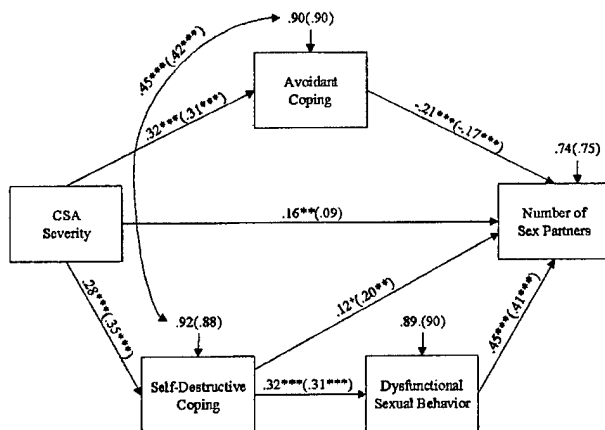 .90(.90)
.45***(.42***)
Avoidant
Coping
.32***(.31***)
-.21***(-.17***)
.74(.75)
CSA
Severity
.16**(.09)
Number of
Sex Partners
.28***(.35***)
.12*(.20**)
.45***(.41***)
.92(.88)
.89.(90)
Self-Destructive
Coping
.32***(.31***)
Dysfunctional
Sexual Behavior